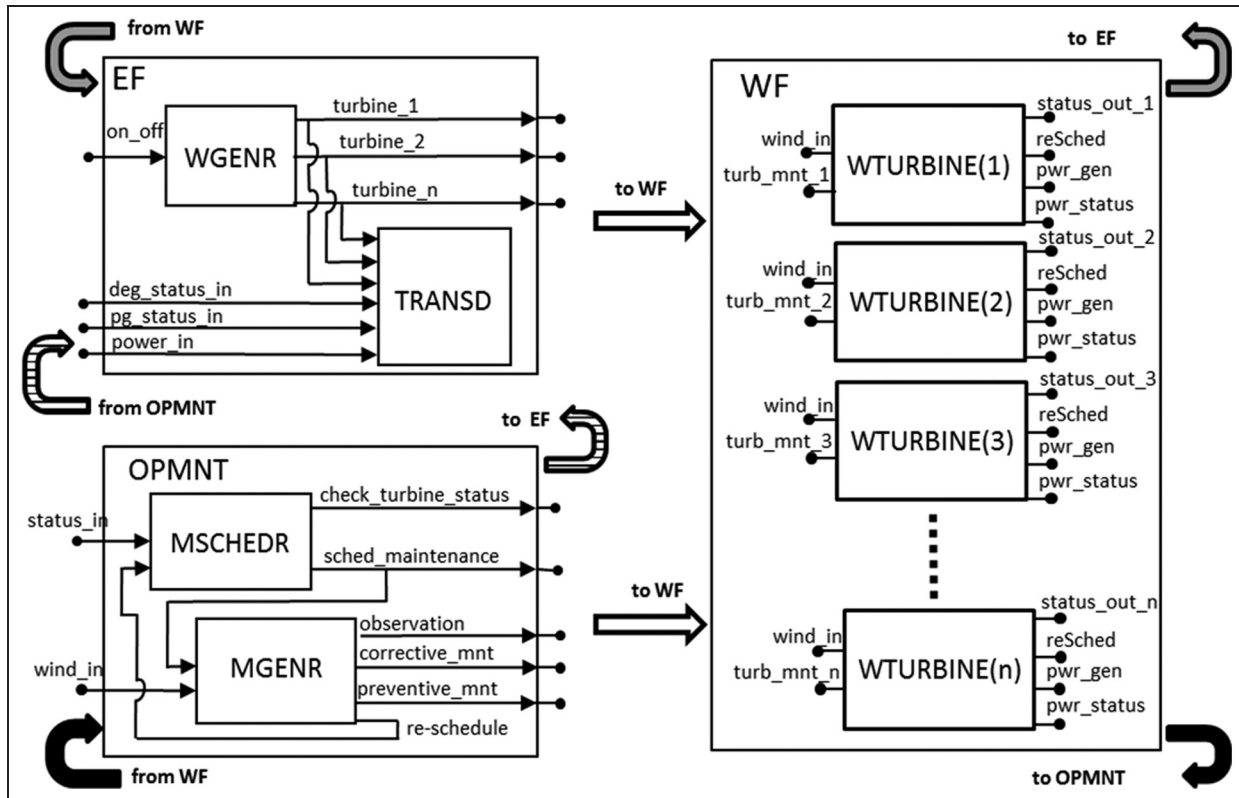 from WF
EF
on_off
WGENR
turbine_1
turbine_2
turbine_n
TRANSD
deg_status_in
pg_status_in
power_in
from OPMNT
to EF
OPMNT
status_in
MSCHEDR
check_turbine_status
sched_maintenance
wind_in
MGENR
observation
corrective_mnt
preventive_mnt
re-schedule
from WF
to WF
to WF
to EF
WF
wind_in
turb_mnt_1
WTURBINE(1)
status_out_1
reSched
pwr_gen
pwr_status
wind_in
turb_mnt_2
WTURBINE(2)
status_out_2
reSched
pwr_gen
pwr_status
wind_in
turb_mnt_3
WTURBINE(3)
status_out_3
reSched
pwr_gen
pwr_status
wind_in
turb_mnt_n
WTURBINE(n)
status_out_n
reSched
pwr_gen
pwr_status
to OPMNT